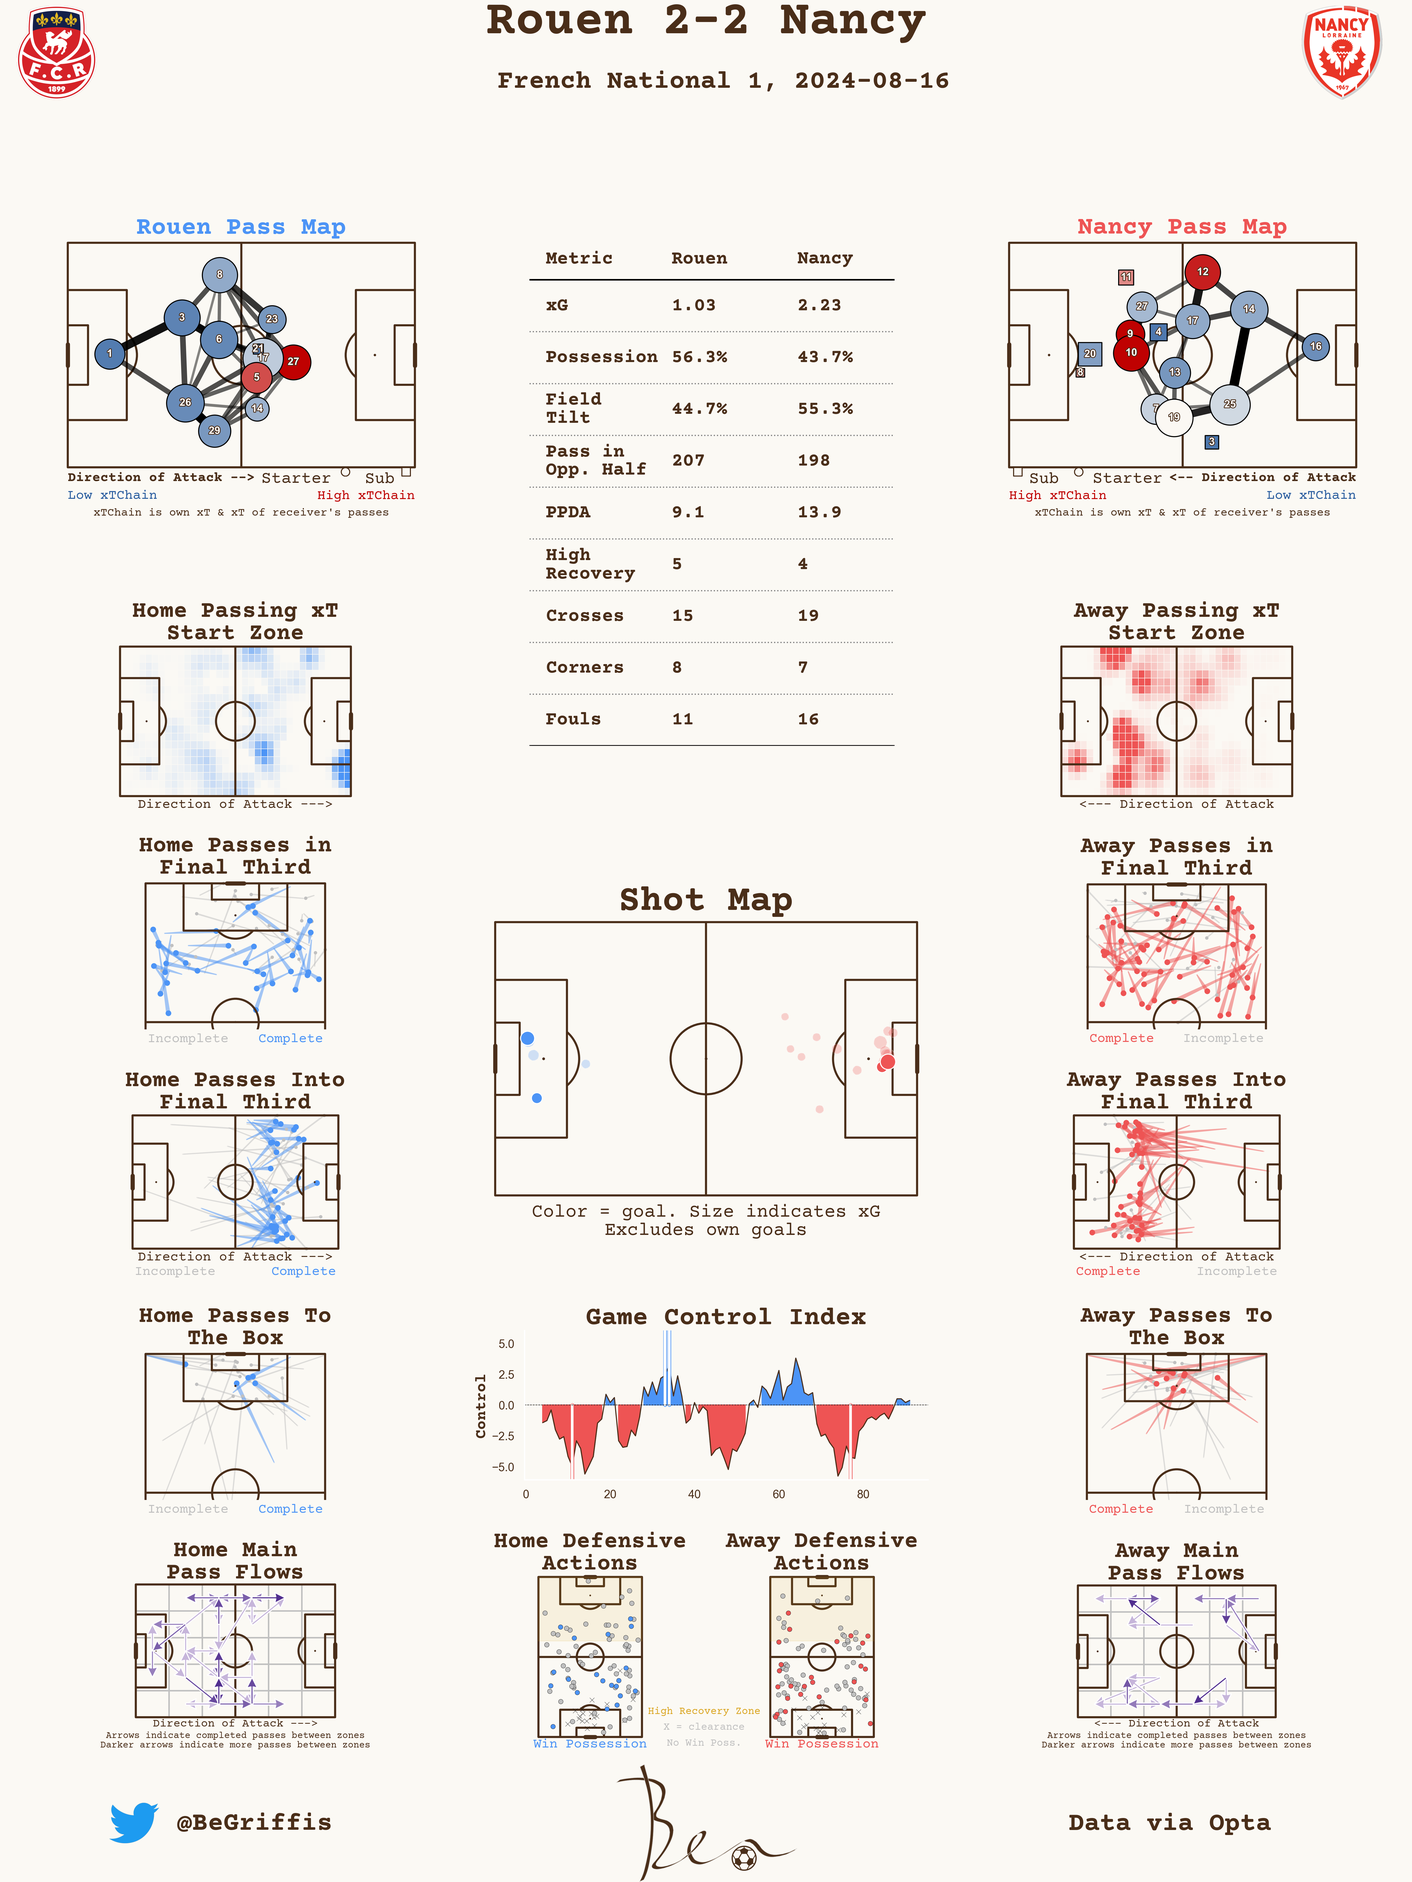 Rouen 2-2 Nancy
French National 1, 2024-08-16
F.C.R
1899
NANCY
LORRAINE
1967
Rouen Pass Map
8
3
23
6
1
21
17
27
5
26
14
29
Direction of Attack --> Starter Sub
Low xTChain High xTChain
xTChain is own xT & xT of receiver's passes
Metric Rouen Nancy
xG 1.03 2.23
Possession 56.3% 43.7%
Field
Tilt 44.7% 55.3%
Pass in
Opp. Half 207 198
PPDA 9.1 13.9
High
Recovery 5 4
Crosses 15 19
Corners 8 7
Fouls 11 16
Nancy Pass Map
12
11
27
14
17
9
4
16
10
20
8
13
7
19
25
3
Sub Starter <-- Direction of Attack
High xTChain Low xTChain
xTChain is own xT & xT of receiver's passes
Home Passing xT
Start Zone
Direction of Attack --->
Away Passing xT
Start Zone
<--- Direction of Attack
Home Passes in
Final Third
Incomplete Complete
Away Passes in
Final Third
Complete Incomplete
Shot Map
Color = goal. Size indicates xG
Excludes own goals
Home Passes Into
Final Third
Direction of Attack --->
Incomplete Complete
Away Passes Into
Final Third
<--- Direction of Attack
Complete Incomplete
Home Passes To
The Box
Incomplete Complete
Game Control Index
Control
5.0
2.5
0.0
−2.5
−5.0
0 20 40 60 80
Away Passes To
The Box
Complete Incomplete
Home Main
Pass Flows
Direction of Attack --->
Arrows indicate completed passes between zones
Darker arrows indicate more passes between zones
Home Defensive
Actions
Win Possession
Away Defensive
Actions
Win Possession
High Recovery Zone
X = clearance
No Win Poss.
Away Main
Pass Flows
<--- Direction of Attack
Arrows indicate completed passes between zones
Darker arrows indicate more passes between zones
@BeGriffis
Ben
Data via Opta